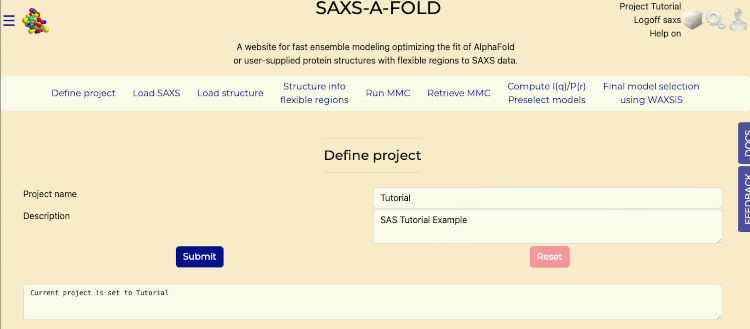 SAXS-A-FOLD
Project Tutorial
Logoff saxs
Help on
A website for fast ensemble modeling optimizing the fit of AlphaFold
or user-supplied protein structures with flexible regions to SAXS data.
Define project
Load SAXS
Load structure
Structure info
flexible regions
Run MMC
Retrieve MMC
Compute I(q)/P(r)
Preselect models
Final model selection
using WAXSiS
DOCS
FEEDBACK
Define project
Project name
Tutorial
Description
SAS Tutorial Example
Submit
Reset
Current project is set to Tutorial